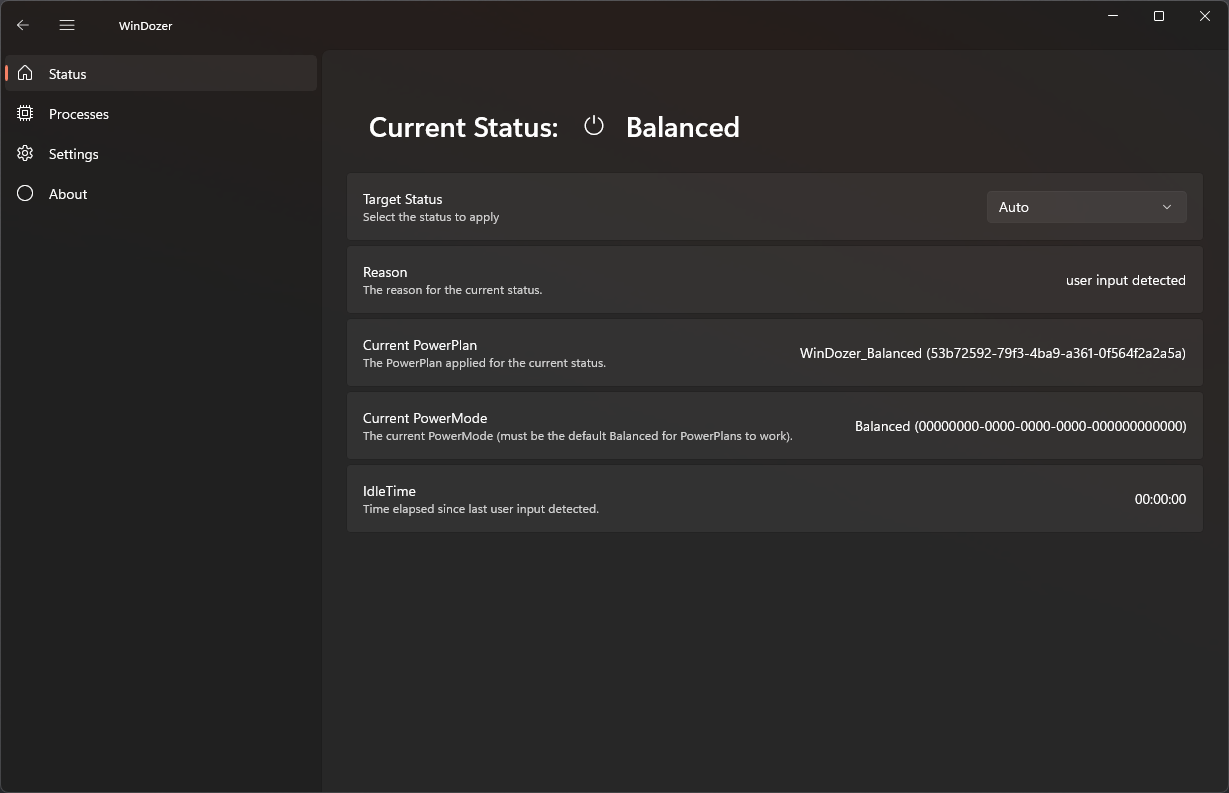 WinDozer
Status
Processes
Settings
About
Current Status: Balanced
Target Status
Select the status to apply
Auto
Reason
The reason for the current status.
user input detected
Current PowerPlan
The PowerPlan applied for the current status.
WinDozer_Balanced (53b72592-79f3-4ba9-a361-0f564f2a2a5a)
Current PowerMode
The current PowerMode (must be the default Balanced for PowerPlans to work).
Balanced (00000000-0000-0000-0000-000000000000)
IdleTime
Time elapsed since last user input detected.
00:00:00